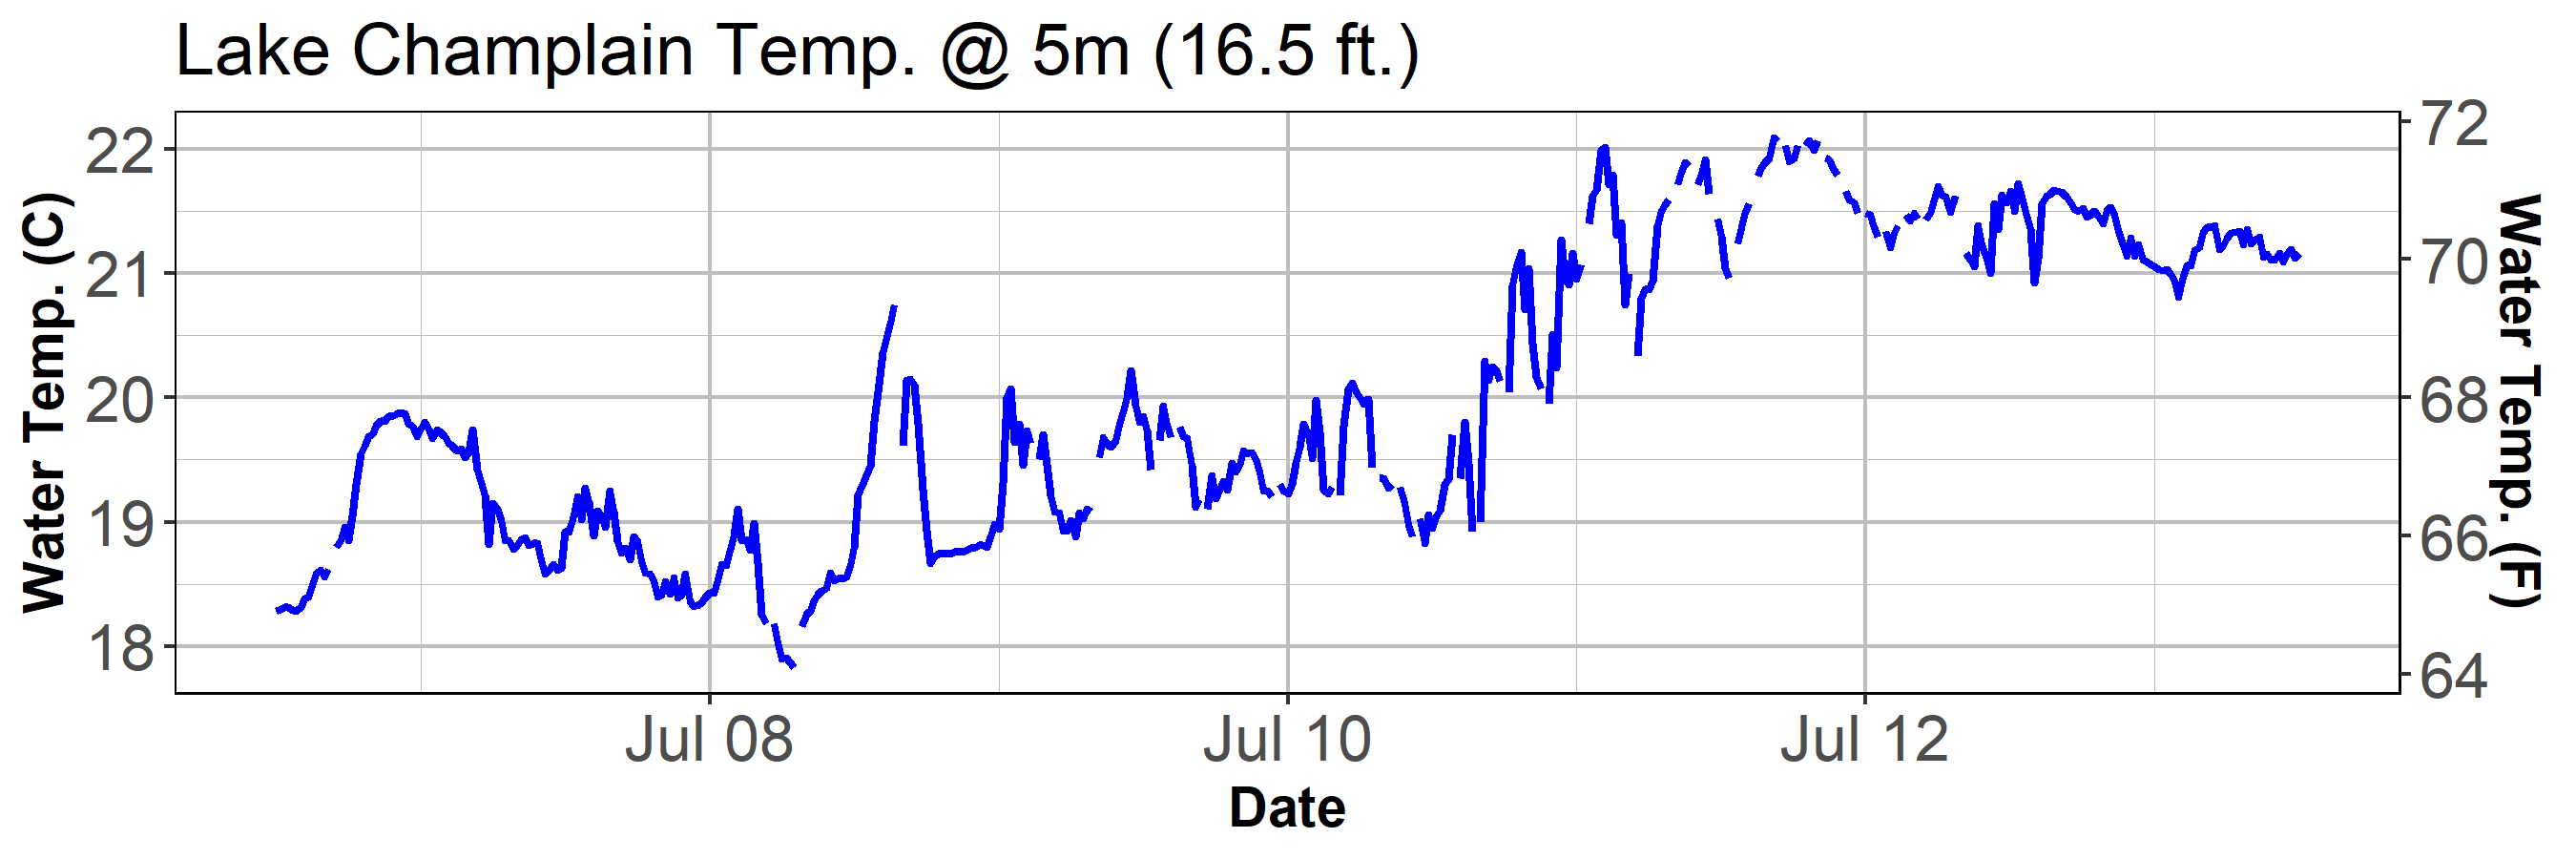 Lake Champlain Temp. @ 5m (16.5 ft.)
Water Temp. (C)
22
21
20
19
18
72
70
68
66
64
Water Temp. (F)
Jul 08
Jul 10
Jul 12
Date